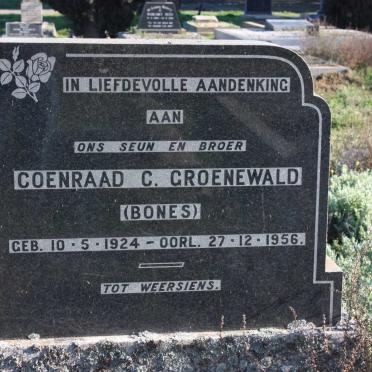 IN LIEFDEVOLLE AANDENKING
AAN
ONS SEUN EN BROER
COENRAAD C. GROENEWALD
(BONES)
GEB. 10·5·1924 – OORL. 27·12·1956.
TOT WEERSIENS.